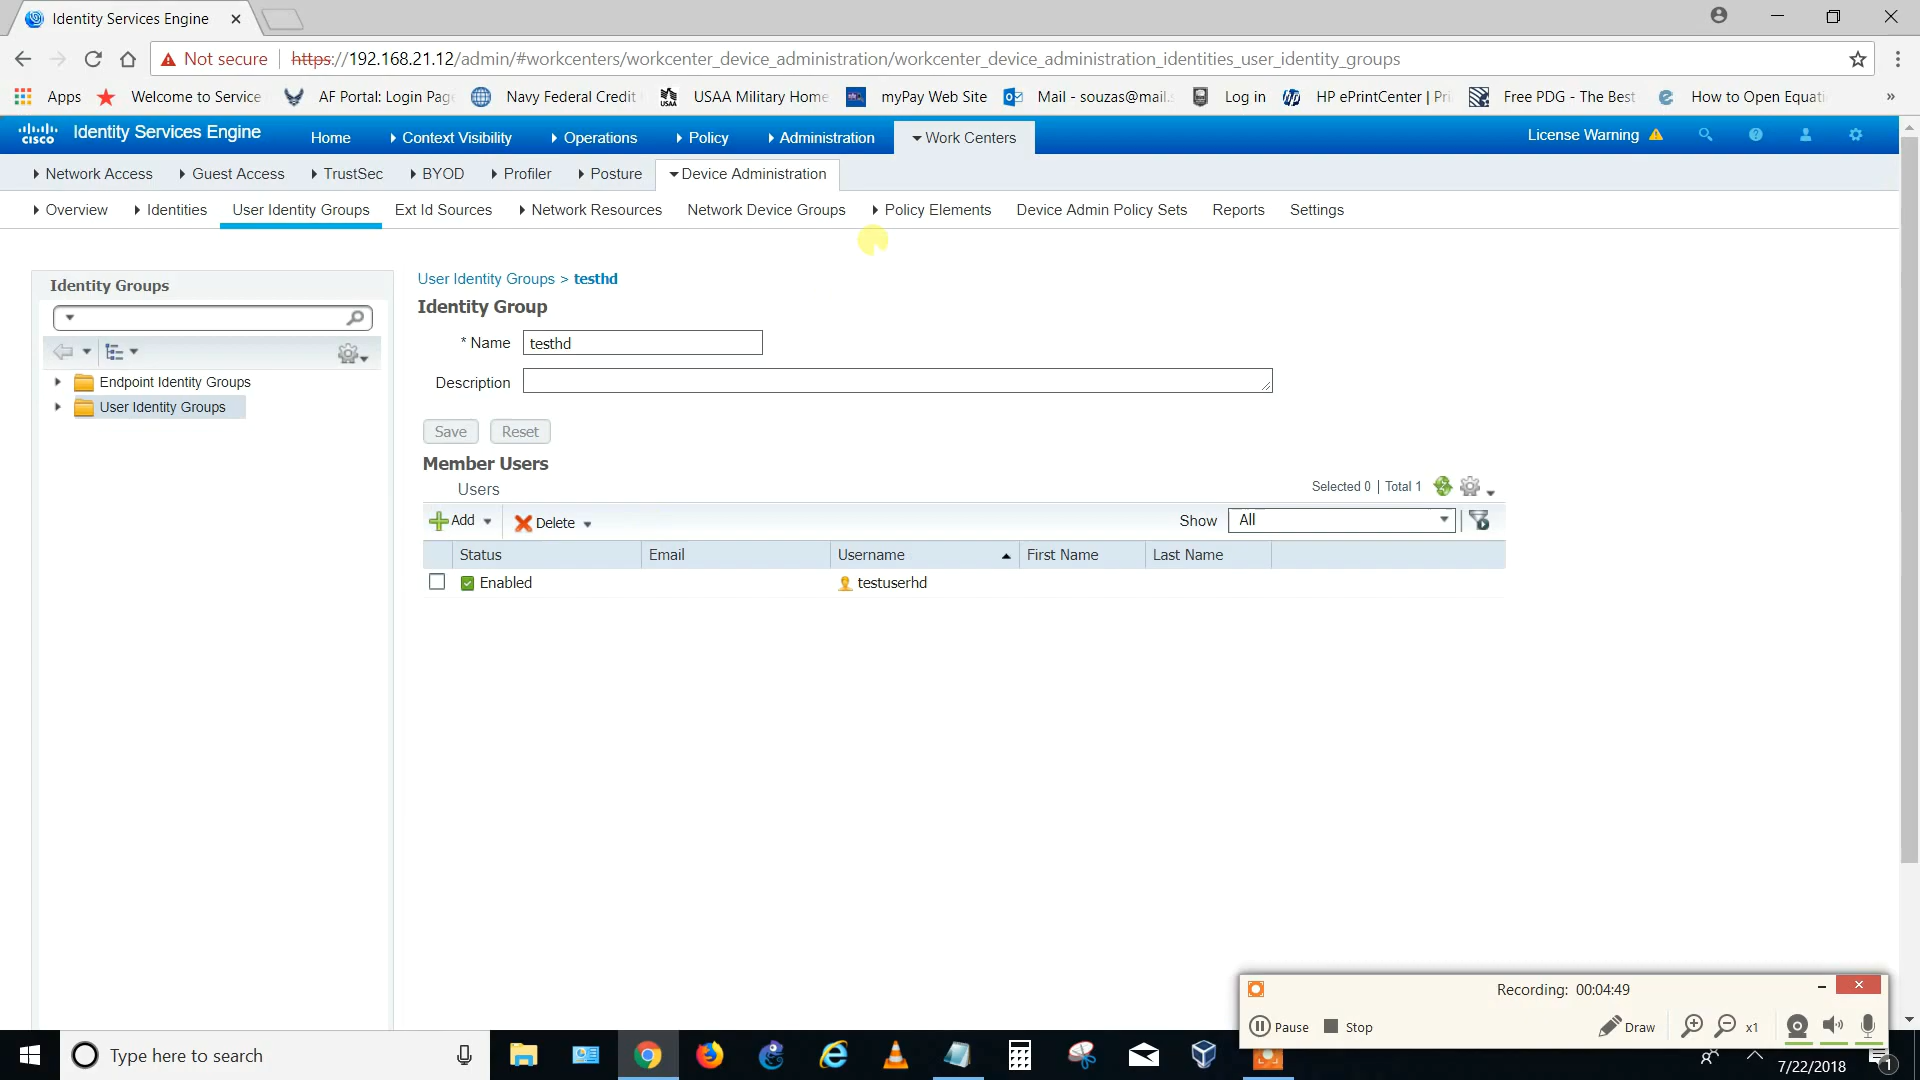 Identity Services Engine
Not secure https://192.168.21.12/admin/#workcenters/workcenter_device_administration/workcenter_device_administration_identities_user_identity_groups
Apps Welcome to Service AF Portal: Login Pag Navy Federal Credit USAA Military Home myPay Web Site Mail - souzas@mail. Log in HP ePrintCenter | Pri Free PDG - The Best How to Open Equati »
cisco Identity Services Engine Home Context Visibility Operations Policy Administration Work Centers License Warning
Network Access Guest Access TrustSec BYOD Profiler Posture Device Administration
Overview Identities User Identity Groups Ext Id Sources Network Resources Network Device Groups Policy Elements Device Admin Policy Sets Reports Settings
Identity Groups
Endpoint Identity Groups
User Identity Groups
User Identity Groups > testhd
Identity Group
* Name testhd
Description
Save Reset
Member Users
Users
Selected 0 | Total 1
Add Delete Show All
Status Email Username First Name Last Name
Enabled testuserhd
Recording: 00:04:49
Pause Stop Draw x1
Type here to search
7/22/2018 1